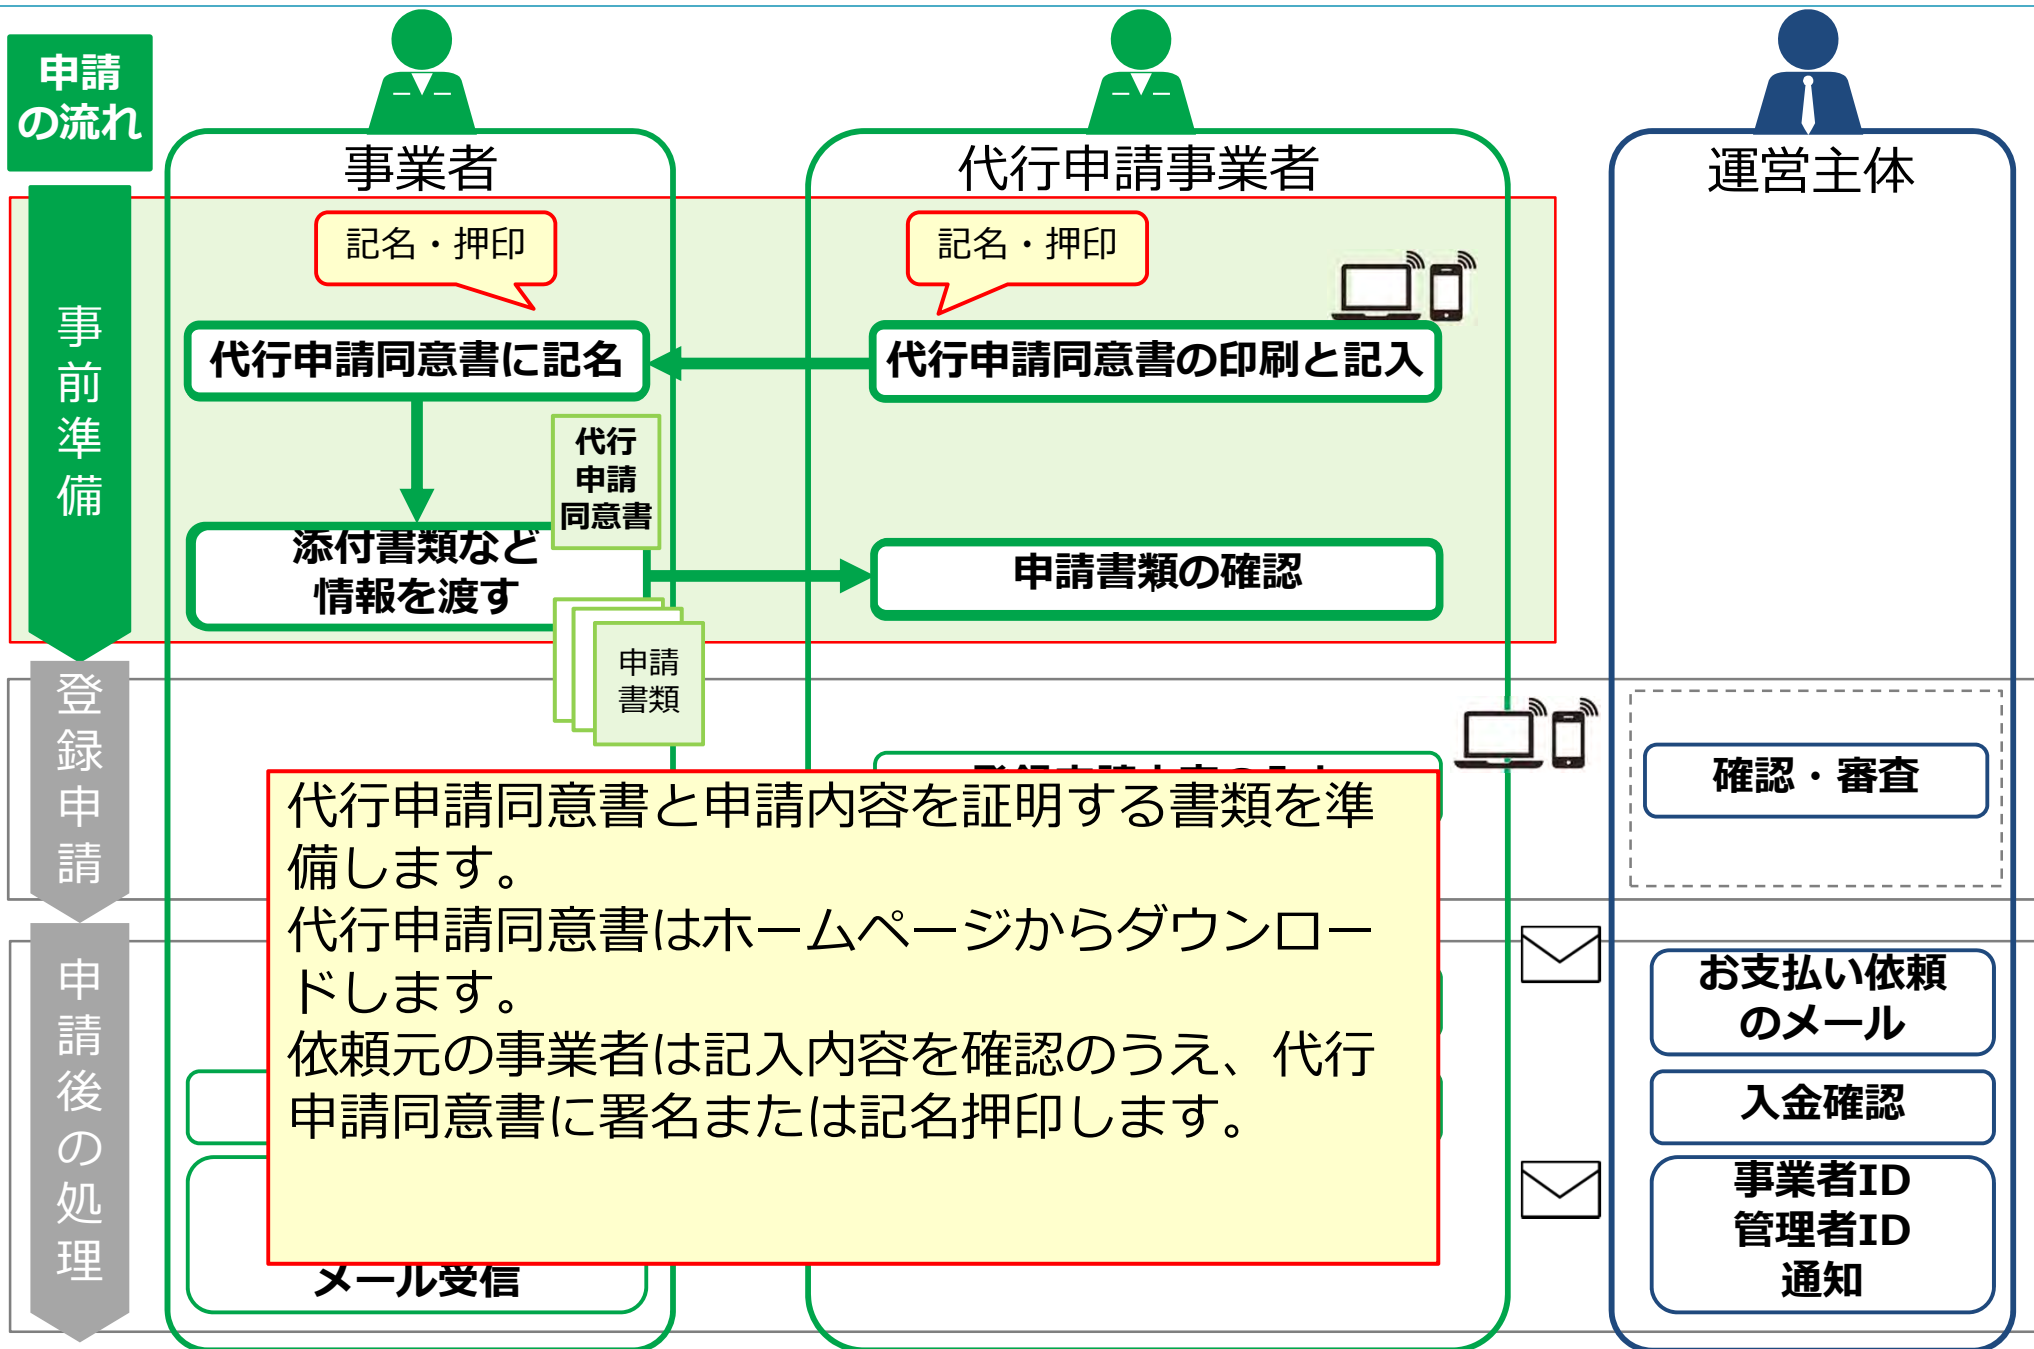 申請
の流れ
事業者
代行申請事業者
運営主体
事前準備
記名・押印
記名・押印
代行申請同意書に記名
代行申請同意書の印刷と記入
代行
申請
同意書
添付書類など
情報を渡す
申請書類の確認
申請
書類
登録申請
確認・審査
代行申請同意書と申請内容を証明する書類を準
備します。
代行申請同意書はホームページからダウンロー
ドします。
依頼元の事業者は記入内容を確認のうえ、代行
申請同意書に署名または記名押印します。
申請後の処理
お支払い依頼
のメール
入金確認
事業者ID
管理者ID
通知
メール受信